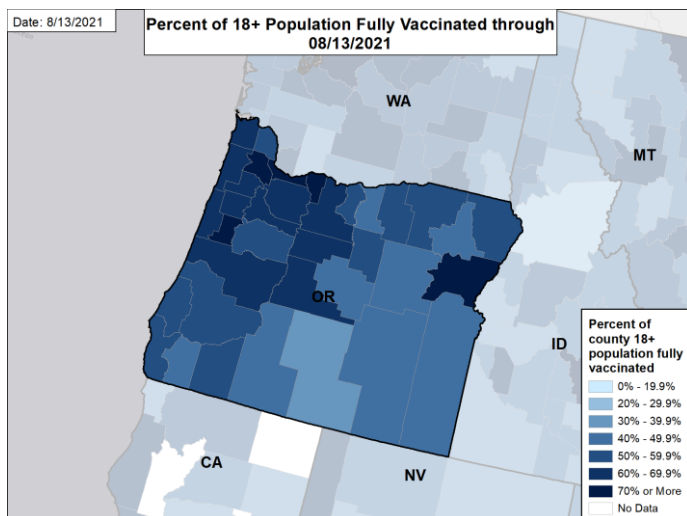 Date: 8/13/2021
Percent of 18+ Population Fully Vaccinated through
08/13/2021
WA
MT
OR
ID
CA
NV
Percent of
county 18+
population fully
vaccinated
0% - 19.9%
20% - 29.9%
30% - 39.9%
40% - 49.9%
50% - 59.9%
60% - 69.9%
70% or More
No Data